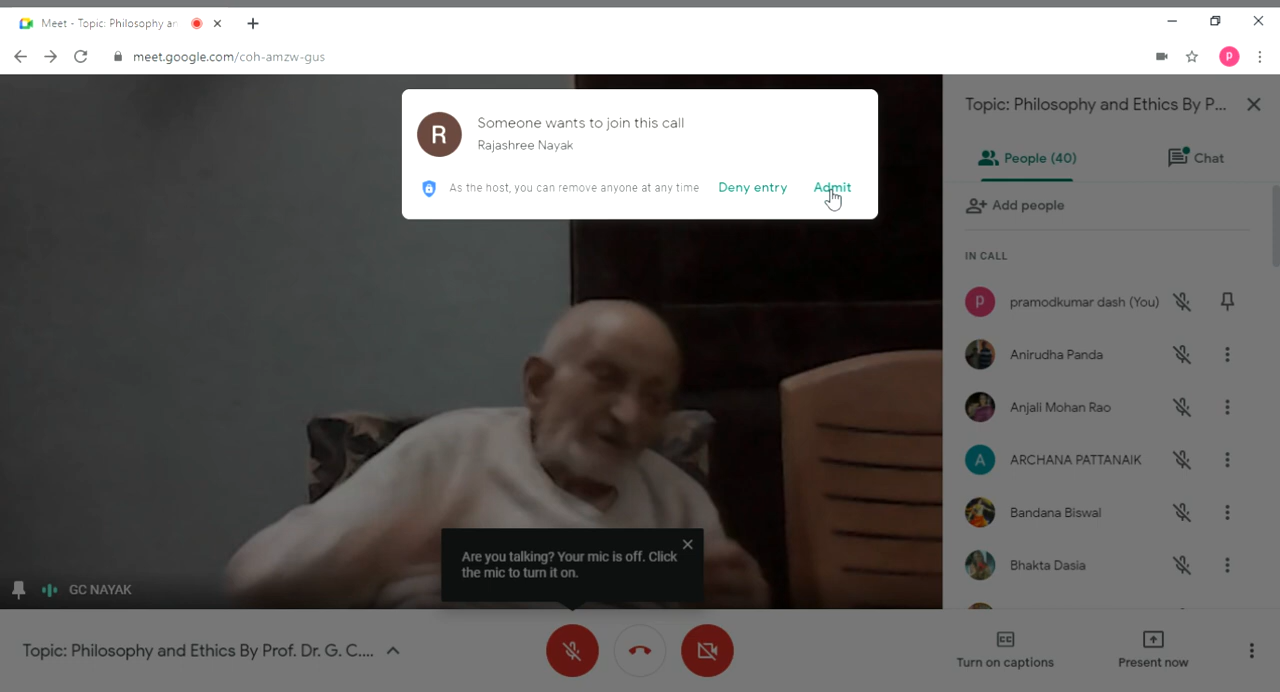 Meet - Topic: Philosophy an
meet.google.com/coh-amzw-gus
P
Someone wants to join this call
R
Rajashree Nayak
As the host, you can remove anyone at any time
Deny entry
Admit
Topic: Philosophy and Ethics By P...
People (40)
Chat
Add people
IN CALL
P
pramodkumar dash (You)
Anirudha Panda
Anjali Mohan Rao
A
ARCHANA PATTANAIK
Bandana Biswal
Bhakta Dasia
Are you talking? Your mic is off. Click
the mic to turn it on.
GC NAYAK
Topic: Philosophy and Ethics By Prof. Dr. G. C....
CC
Turn on captions
Present now